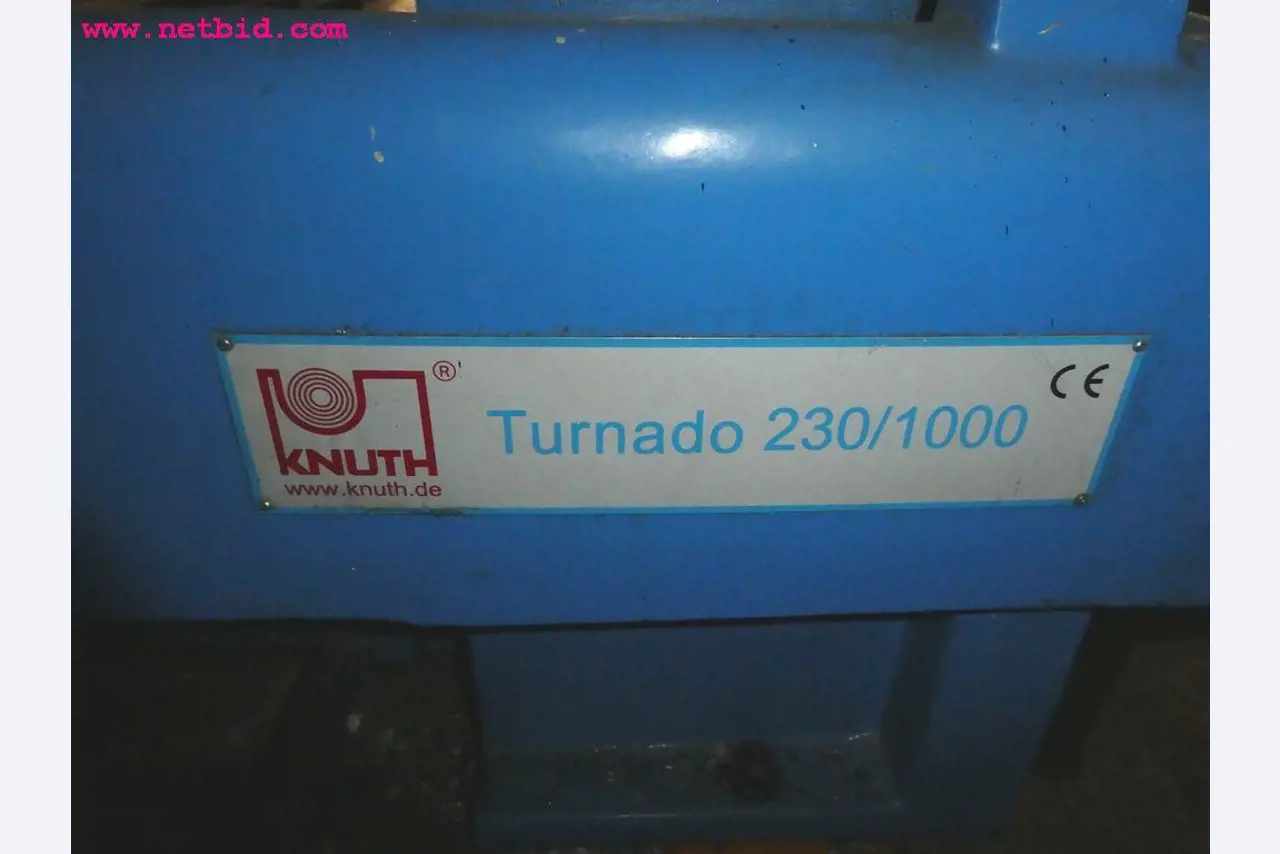 www.netbid.com
®
CE
KNUTH
Turnado 230/1000
www.knuth.de